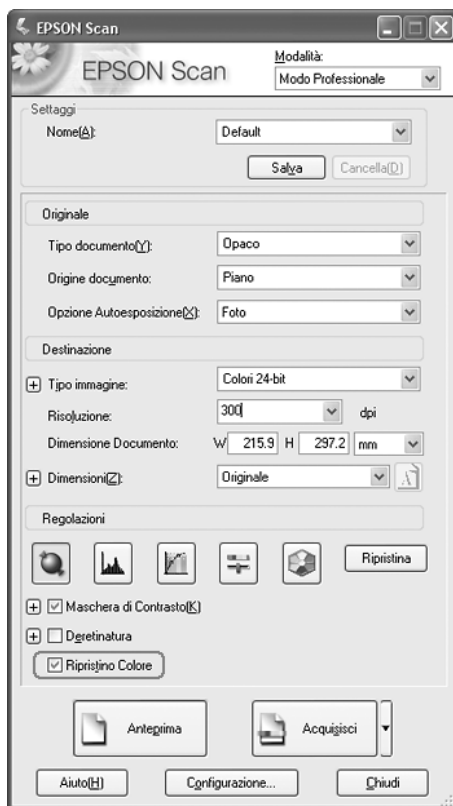 EPSON Scan
EPSON Scan
Modalità:
Modo Professionale
Settaggi
Nome(A): Default
Salva Cancella(D)
Originale
Tipo documento(Y): Opaco
Origine documento: Piano
Opzione Autoesposizione(X): Foto
Destinazione
Tipo immagine: Colori 24-bit
Risoluzione: 300 dpi
Dimensione Documento: W 215.9 H 297.2 mm
Dimensioni(Z): Originale
Regolazioni
Ripristina
Maschera di Contrasto(K)
Deretinatura
Ripristino Colore
Anteprima Acquisisci
Aiuto(H) Configurazione... Chiudi